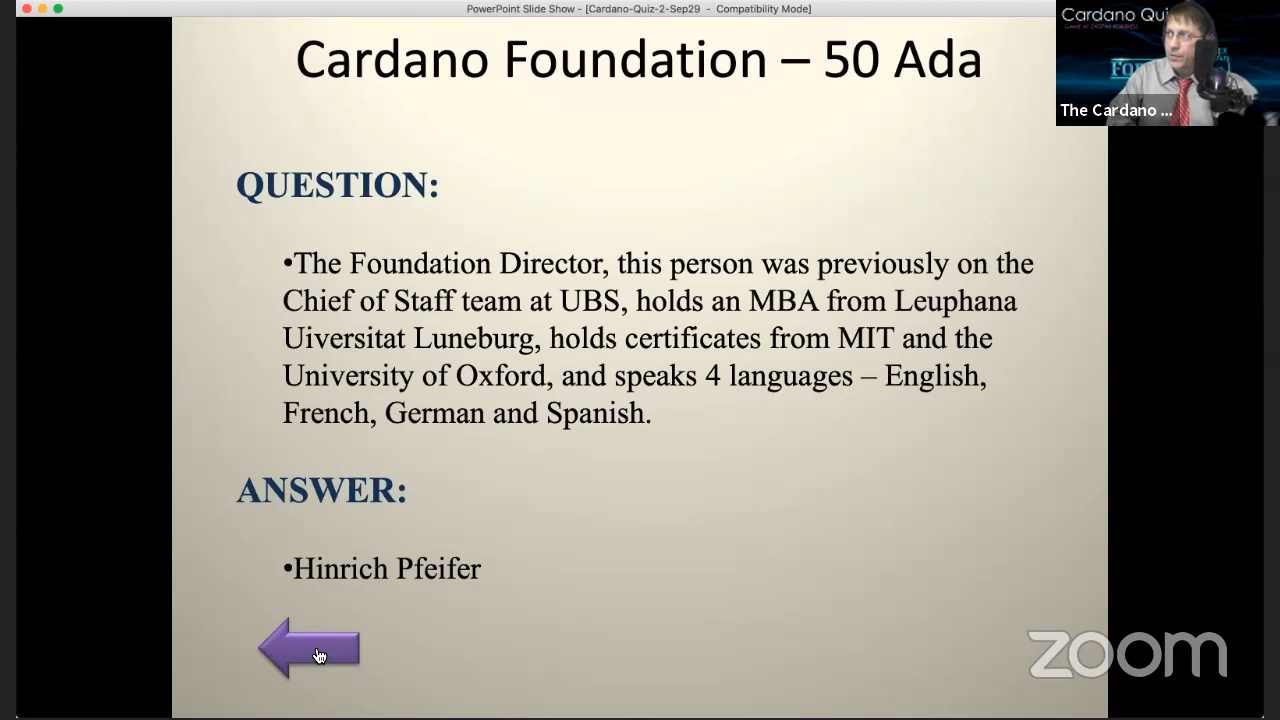 PowerPoint Slide Show - [Cardano-Quiz-2-Sep29 - Compatibility Mode]
Cardano Foundation – 50 Ada
Cardano Qui
The Cardano ...
QUESTION:
•The Foundation Director, this person was previously on the
Chief of Staff team at UBS, holds an MBA from Leuphana
Uiversitat Luneburg, holds certificates from MIT and the
University of Oxford, and speaks 4 languages – English,
French, German and Spanish.
ANSWER:
•Hinrich Pfeifer
zoom